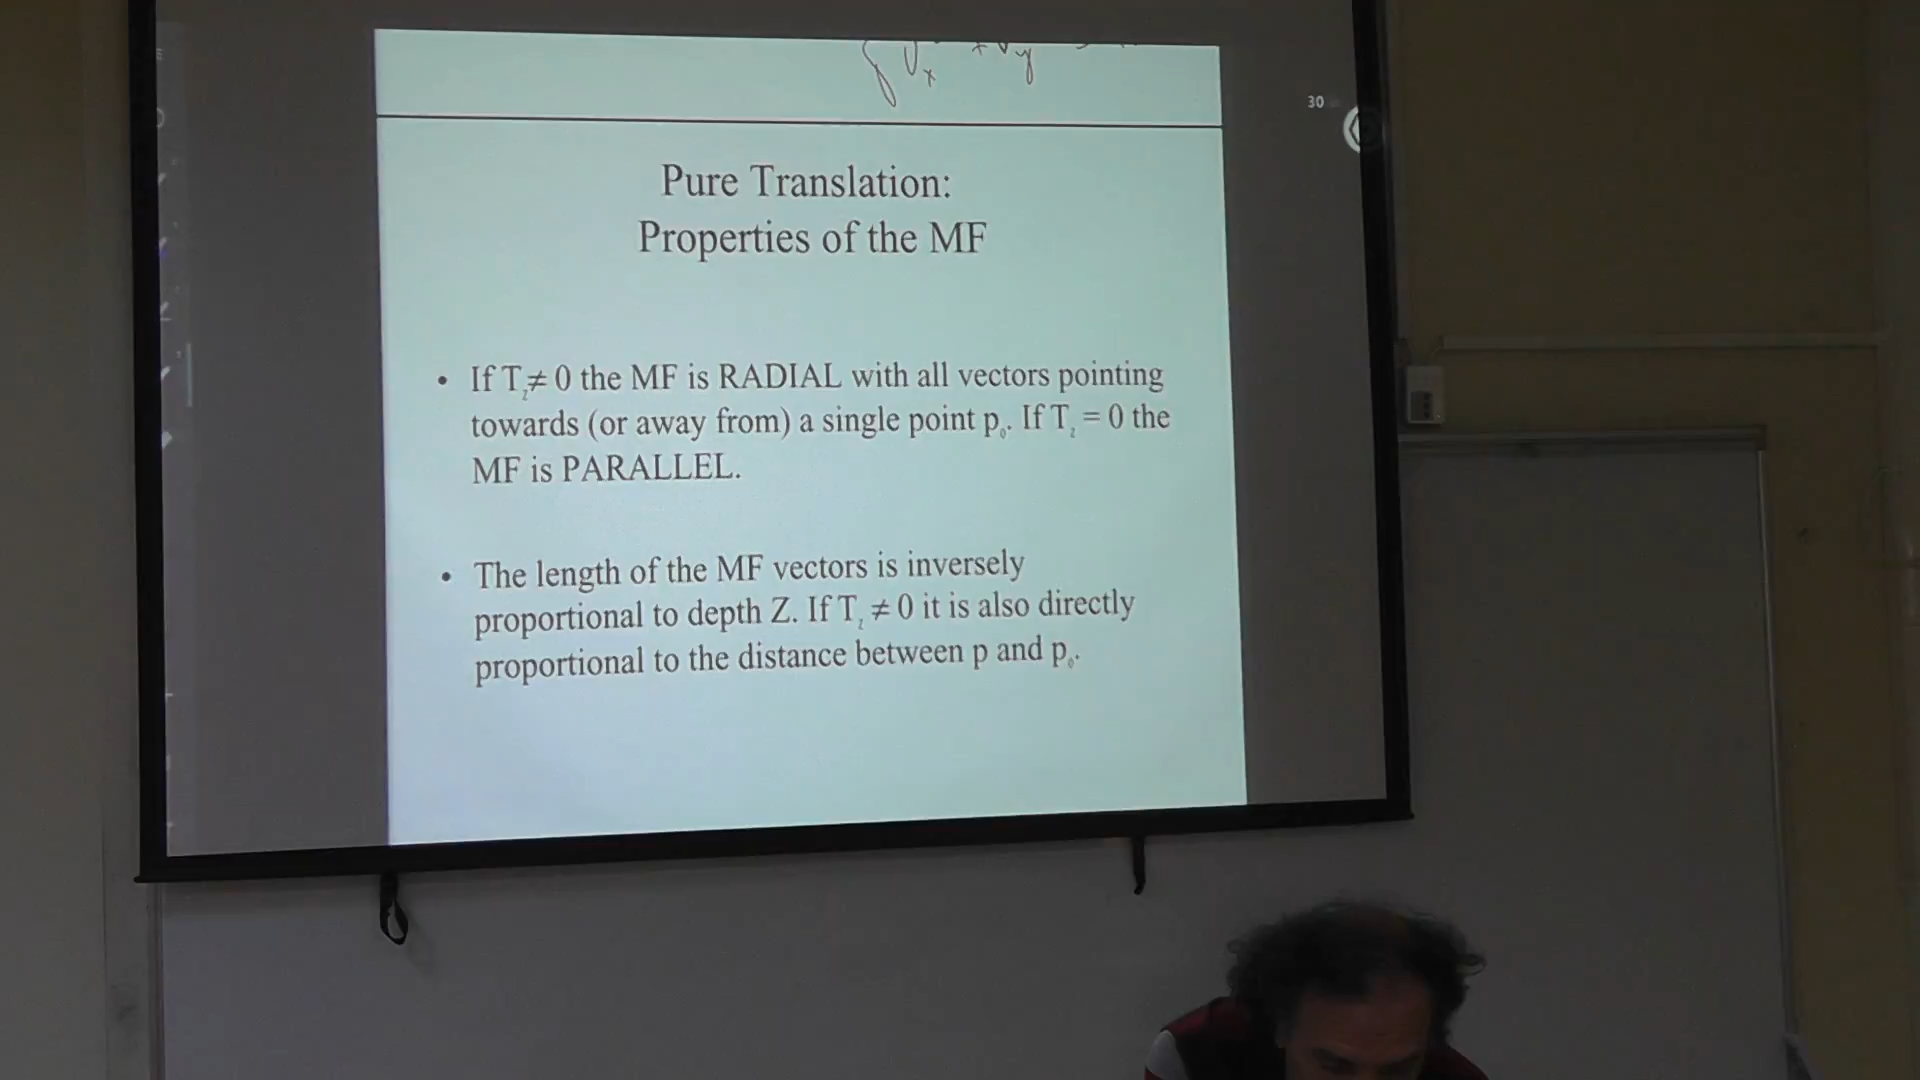 30
Pure Translation:
Properties of the MF
• If T_z ≠ 0 the MF is RADIAL with all vectors pointing
towards (or away from) a single point p₀. If T_z = 0 the
MF is PARALLEL.
• The length of the MF vectors is inversely
proportional to depth Z. If T_z ≠ 0 it is also directly
proportional to the distance between p and p₀.